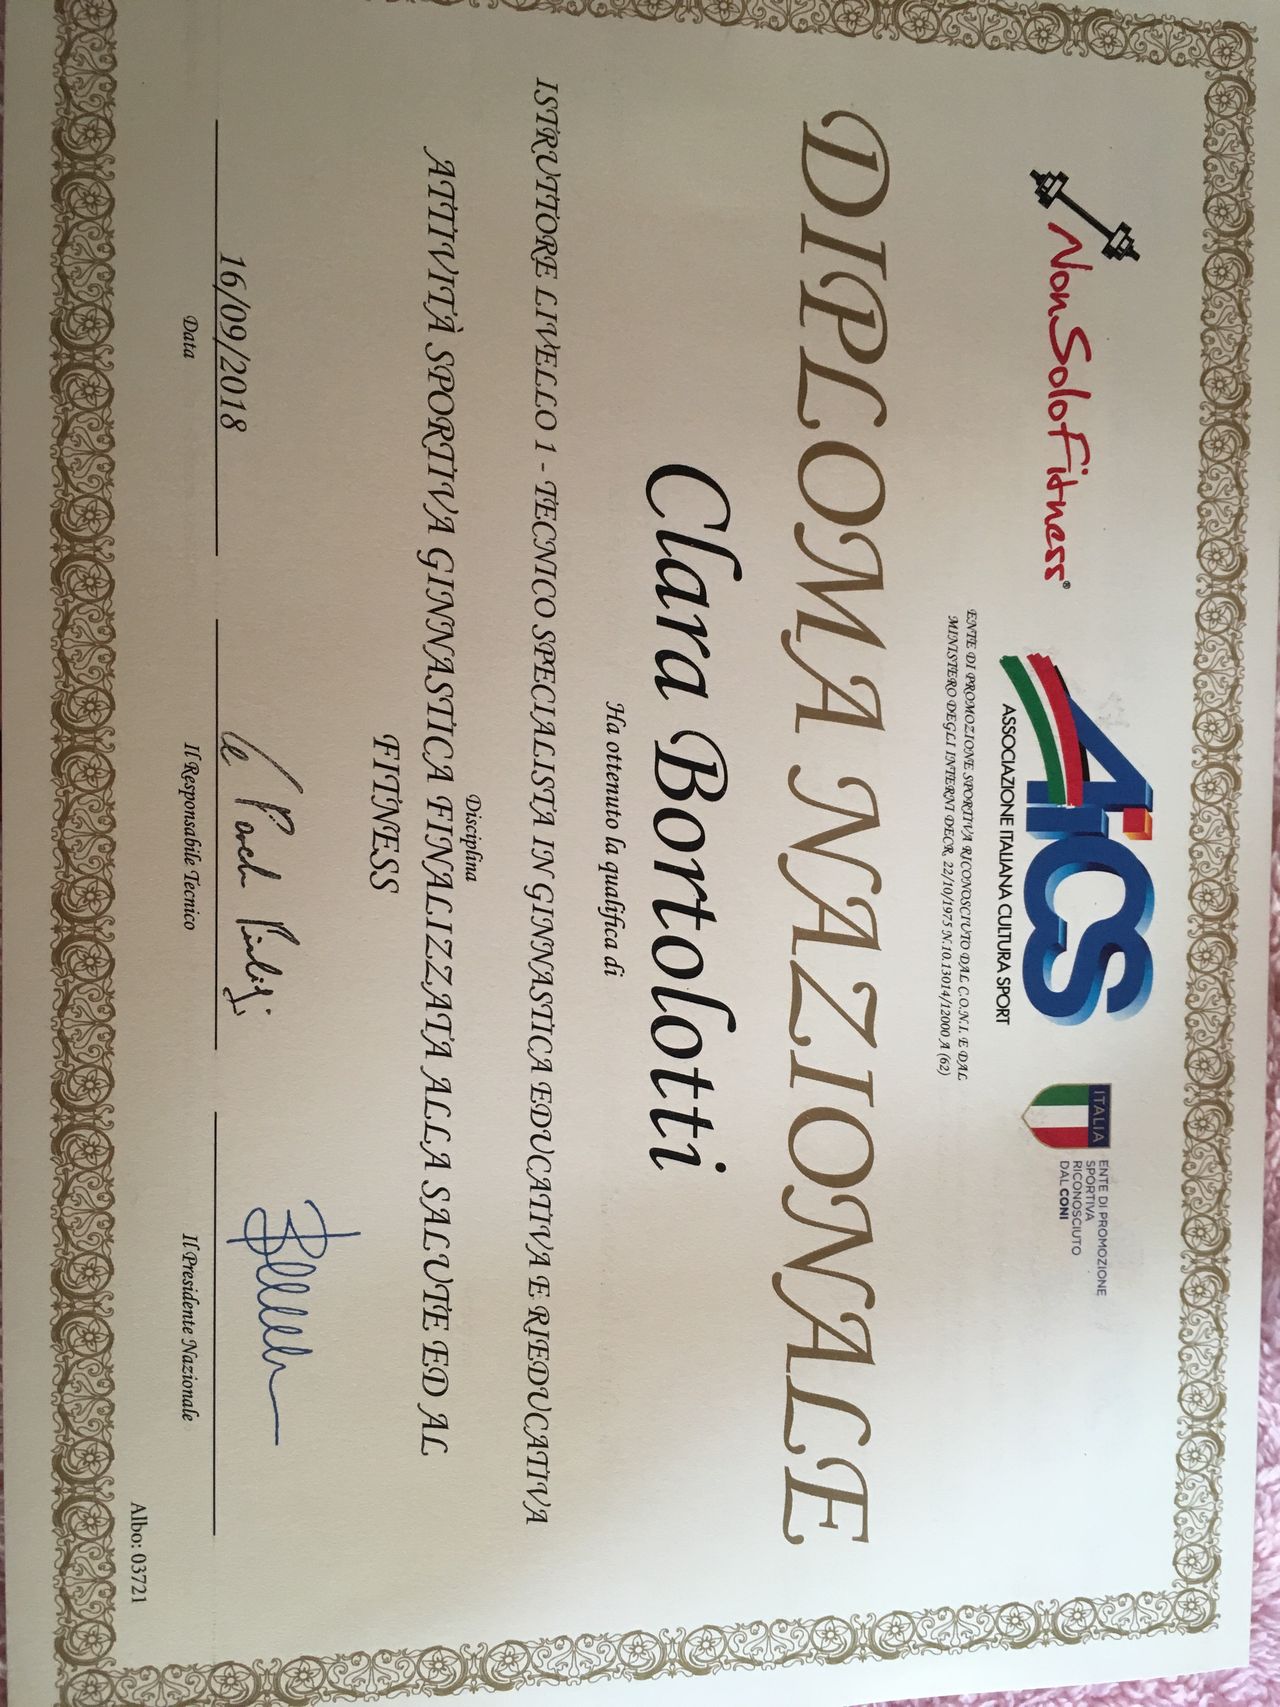 NonSoloFitness®
AiCS
ASSOCIAZIONE ITALIANA CULTURA SPORT
ENTE DI PROMOZIONE SPORTIVA RICONOSCIUTO DAL C.O.N.I. E DAL
MINISTERO DEGLI INTERNI DECR. 22/10/1975 N.10.13014/12000 A (62)
ITALIA
ENTE DI PROMOZIONE
SPORTIVA
RICONOSCIUTO
DAL CONI
DIPLOMA NAZIONALE
Clara Bortolotti
Ha ottenuto la qualifica di
ISTRUTTORE LIVELLO 1 - TECNICO SPECIALISTA IN GINNASTICA EDUCATIVA E RIEDUCATIVA
Disciplina
ATTIVITÀ SPORTIVA GINNASTICA FINALIZZATA ALLA SALUTE ED AL
FITNESS
16/09/2018
Data
Il Responsabile Tecnico
Il Presidente Nazionale
Albo: 03721